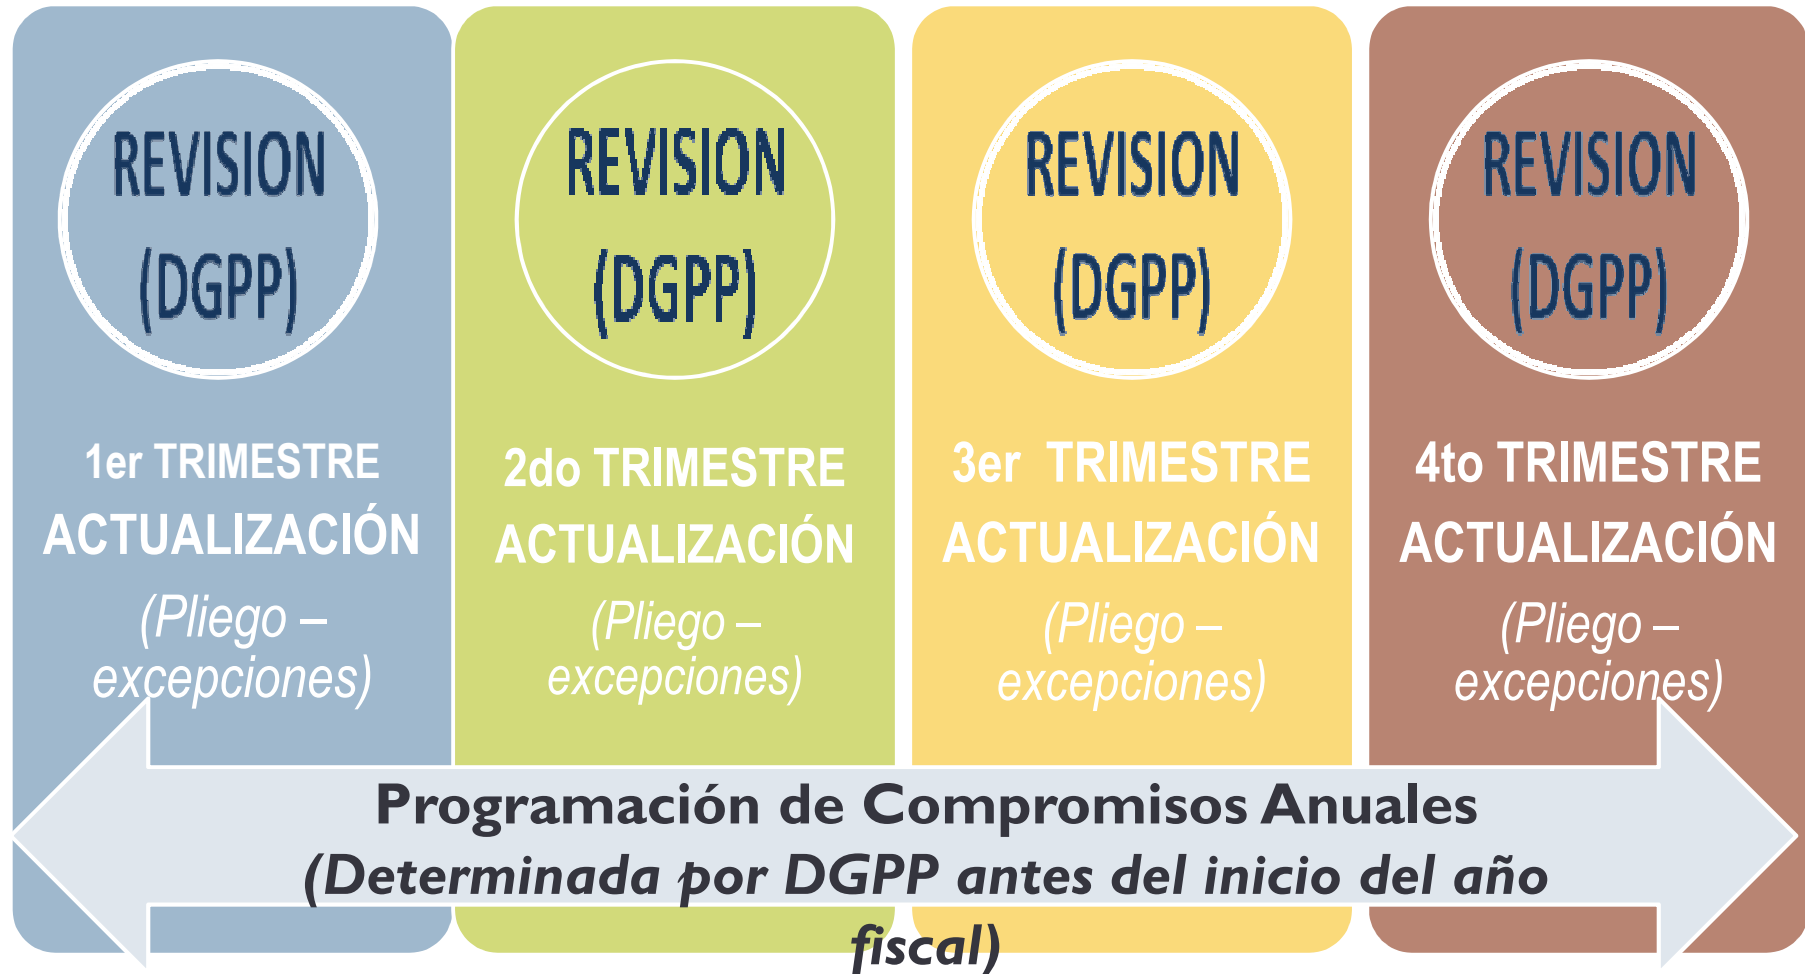 REVISION
(DGPP)
1er TRIMESTRE
ACTUALIZACIÓN
(Pliego –
excepciones)
REVISION
(DGPP)
2do TRIMESTRE
ACTUALIZACIÓN
(Pliego –
excepciones)
REVISION
(DGPP)
3er TRIMESTRE
ACTUALIZACIÓN
(Pliego –
excepciones)
REVISION
(DGPP)
4to TRIMESTRE
ACTUALIZACIÓN
(Pliego –
excepciones)
Programación de Compromisos Anuales
(Determinada por DGPP antes del inicio del año
fiscal)